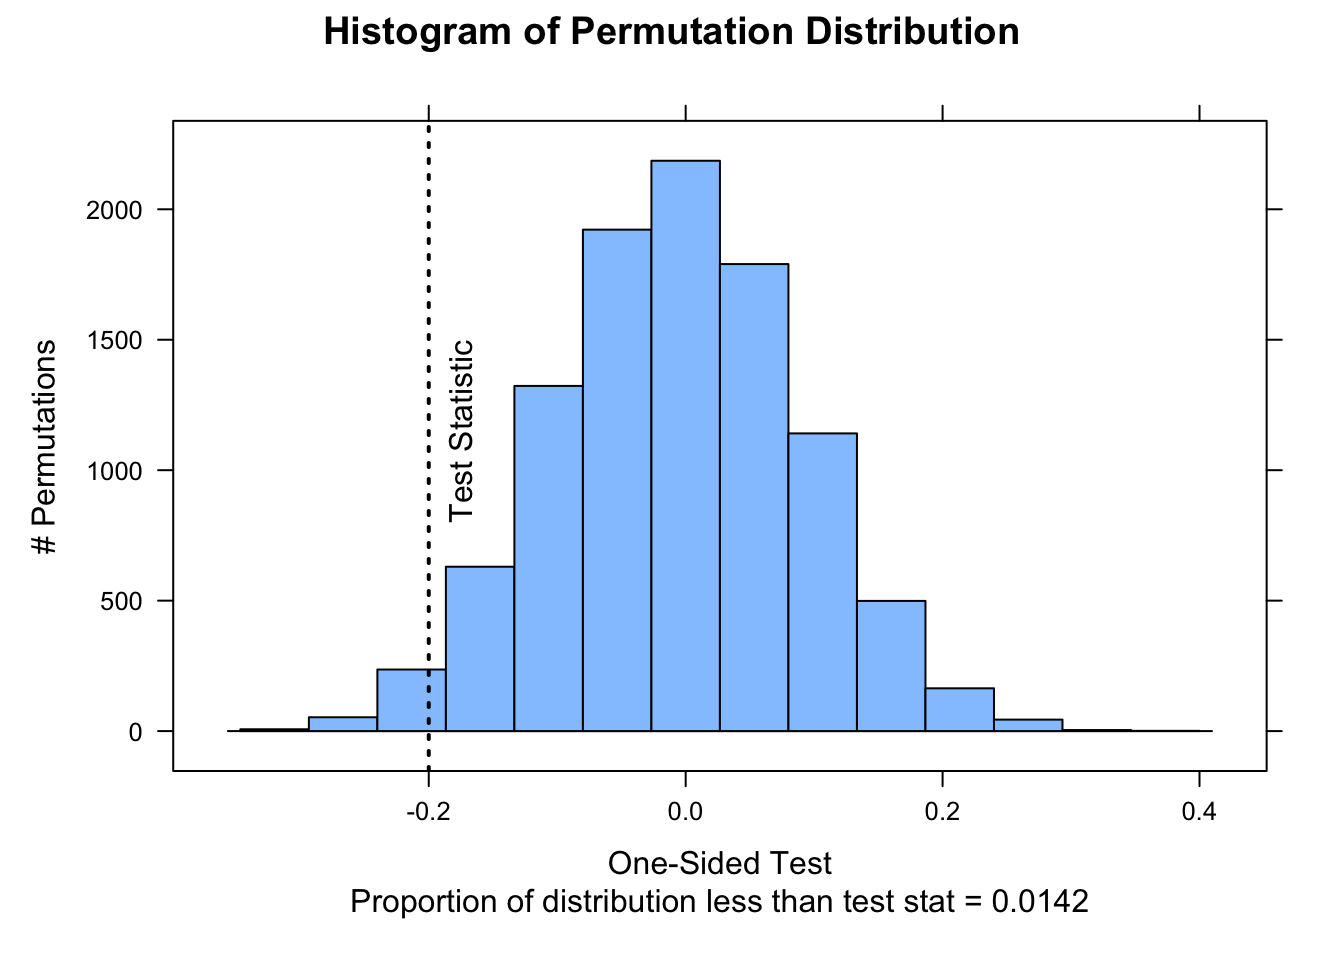 Histogram of Permutation Distribution
2000
1500
1000
500
0
# Permutations
Test Statistic
-0.2 0.0 0.2 0.4
One-Sided Test
Proportion of distribution less than test stat = 0.0142